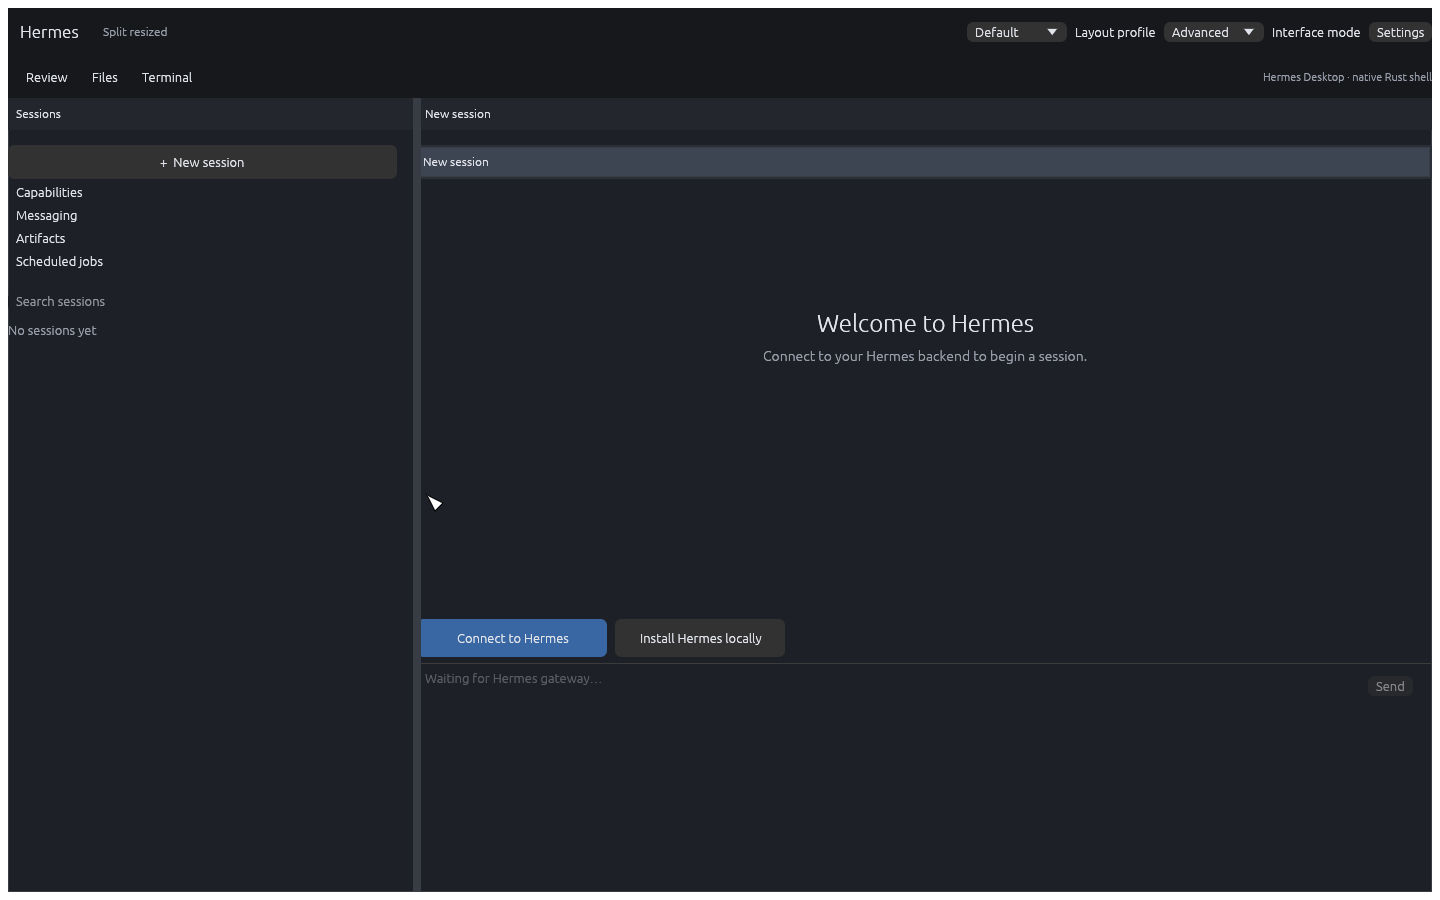 Hermes
Split resized
Default
Layout profile
Advanced
Interface mode
Settings
Review
Files
Terminal
Hermes Desktop · native Rust shell
Sessions
+ New session
Capabilities
Messaging
Artifacts
Scheduled jobs
Search sessions
No sessions yet
New session
New session
Welcome to Hermes
Connect to your Hermes backend to begin a session.
Connect to Hermes
Install Hermes locally
Waiting for Hermes gateway...
Send